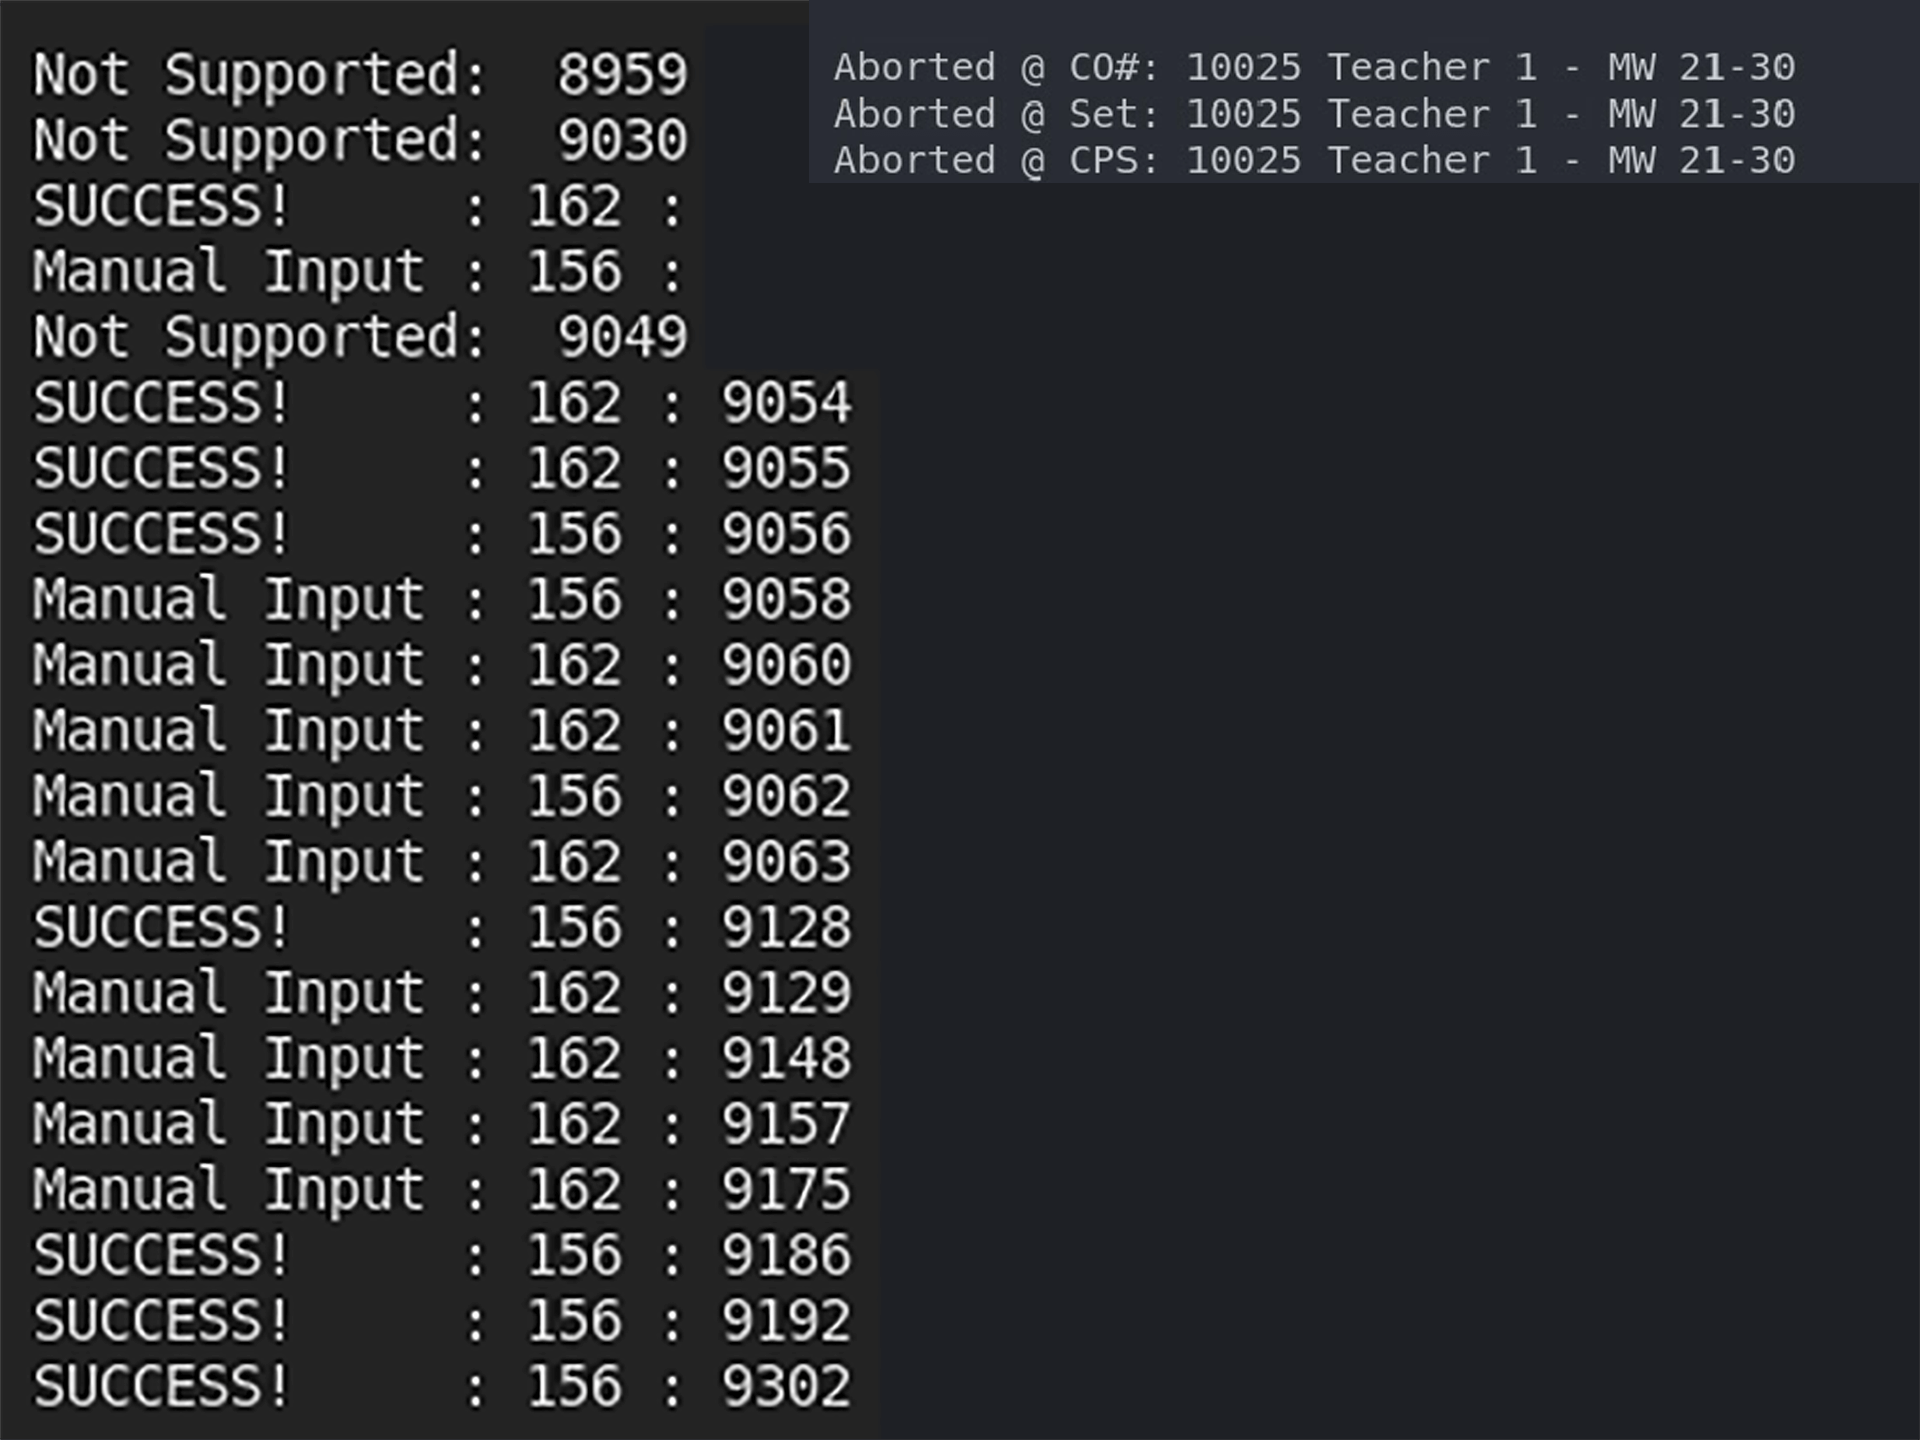 Not Supported:  8959
Not Supported:  9030
SUCCESS!     : 162 :
Manual Input : 156 :
Not Supported:  9049
SUCCESS!     : 162 : 9054
SUCCESS!     : 162 : 9055
SUCCESS!     : 156 : 9056
Manual Input : 156 : 9058
Manual Input : 162 : 9060
Manual Input : 162 : 9061
Manual Input : 156 : 9062
Manual Input : 162 : 9063
SUCCESS!     : 156 : 9128
Manual Input : 162 : 9129
Manual Input : 162 : 9148
Manual Input : 162 : 9157
Manual Input : 162 : 9175
SUCCESS!     : 156 : 9186
SUCCESS!     : 156 : 9192
SUCCESS!     : 156 : 9302
Aborted @ CO#: 10025 Teacher 1 - MW 21-30
Aborted @ Set: 10025 Teacher 1 - MW 21-30
Aborted @ CPS: 10025 Teacher 1 - MW 21-30